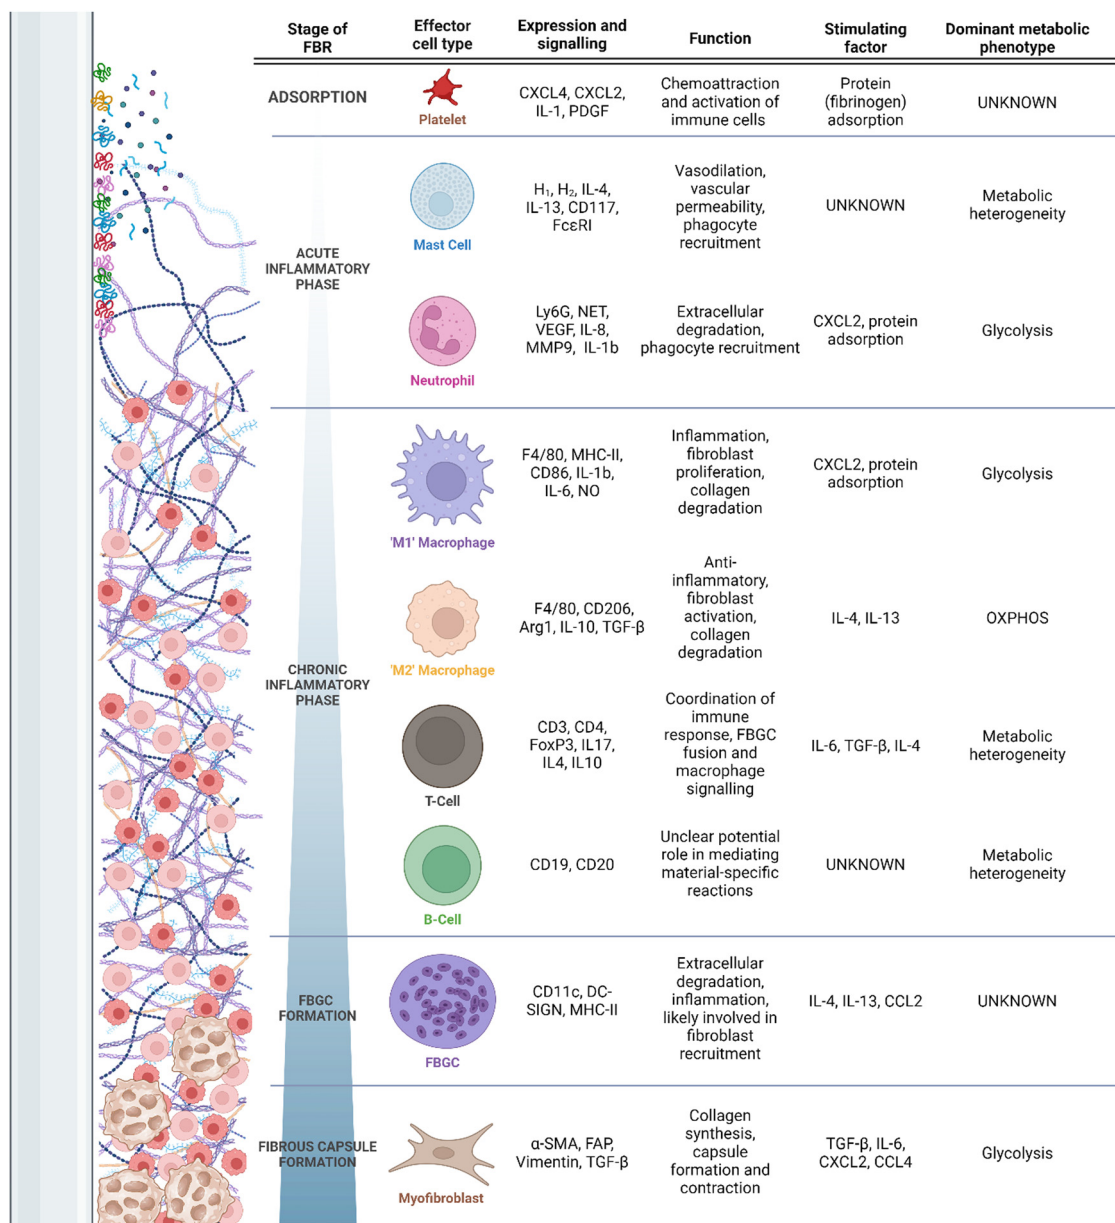 Stage of
FBR
Effector
cell type
Expression and
signalling
Function
Stimulating
factor
Dominant metabolic
phenotype
ADSORPTION
Platelet
CXCL4, CXCL2,
IL-1, PDGF
Chemoattraction
and activation of
immune cells
Protein
(fibrinogen)
adsorption
UNKNOWN
ACUTE
INFLAMMATORY
PHASE
Mast Cell
H₁, H₂, IL-4,
IL-13, CD117,
FcεRI
Vasodilation,
vascular
permeability,
phagocyte
recruitment
UNKNOWN
Metabolic
heterogeneity
Neutrophil
Ly6G, NET,
VEGF, IL-8,
MMP9, IL-1b
Extracellular
degradation,
phagocyte recruitment
CXCL2, protein
adsorption
Glycolysis
CHRONIC
INFLAMMATORY
PHASE
'M1' Macrophage
F4/80, MHC-II,
CD86, IL-1b,
IL-6, NO
Inflammation,
fibroblast
proliferation,
collagen
degradation
CXCL2, protein
adsorption
Glycolysis
'M2' Macrophage
F4/80, CD206,
Arg1, IL-10, TGF-β
Anti-
inflammatory,
fibroblast
activation,
collagen
degradation
IL-4, IL-13
OXPHOS
T-Cell
CD3, CD4,
FoxP3, IL17,
IL4, IL10
Coordination of
immune
response, FBGC
fusion and
macrophage
signalling
IL-6, TGF-β, IL-4
Metabolic
heterogeneity
B-Cell
CD19, CD20
Unclear potential
role in mediating
material-specific
reactions
UNKNOWN
Metabolic
heterogeneity
FBGC
FORMATION
FBGC
CD11c, DC-
SIGN, MHC-II
Extracellular
degradation,
inflammation,
likely involved in
fibroblast
recruitment
IL-4, IL-13, CCL2
UNKNOWN
FIBROUS CAPSULE
FORMATION
Myofibroblast
α-SMA, FAP,
Vimentin, TGF-β
Collagen
synthesis,
capsule
formation and
contraction
TGF-β, IL-6,
CXCL2, CCL4
Glycolysis